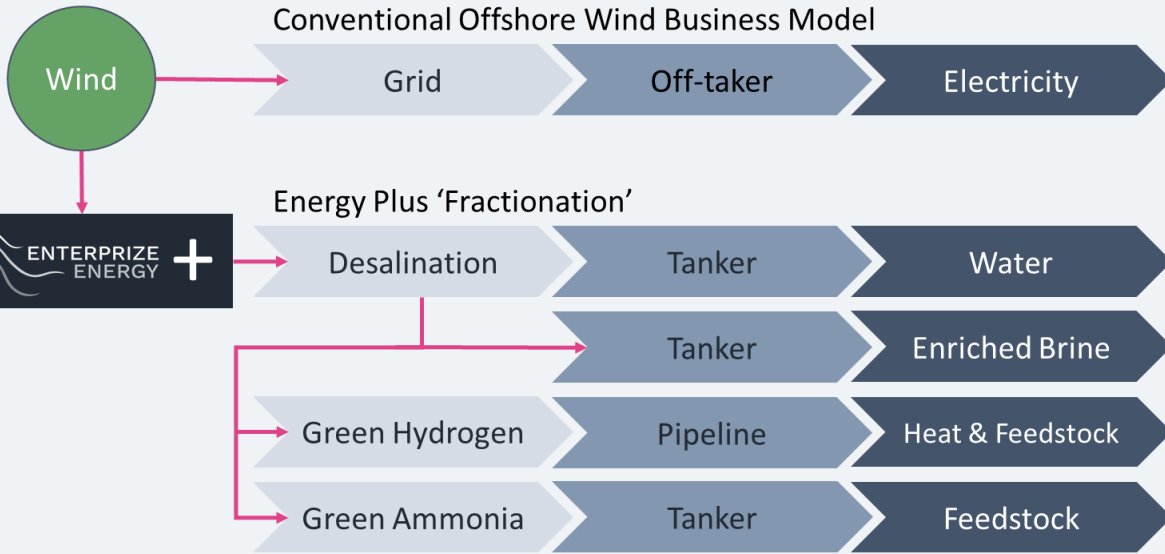 Conventional Offshore Wind Business Model
Wind
Grid
Off-taker
Electricity
Energy Plus ‘Fractionation’
ENTERPRIZE
ENERGY
+
Desalination
Tanker
Water
Tanker
Enriched Brine
Green Hydrogen
Pipeline
Heat & Feedstock
Green Ammonia
Tanker
Feedstock